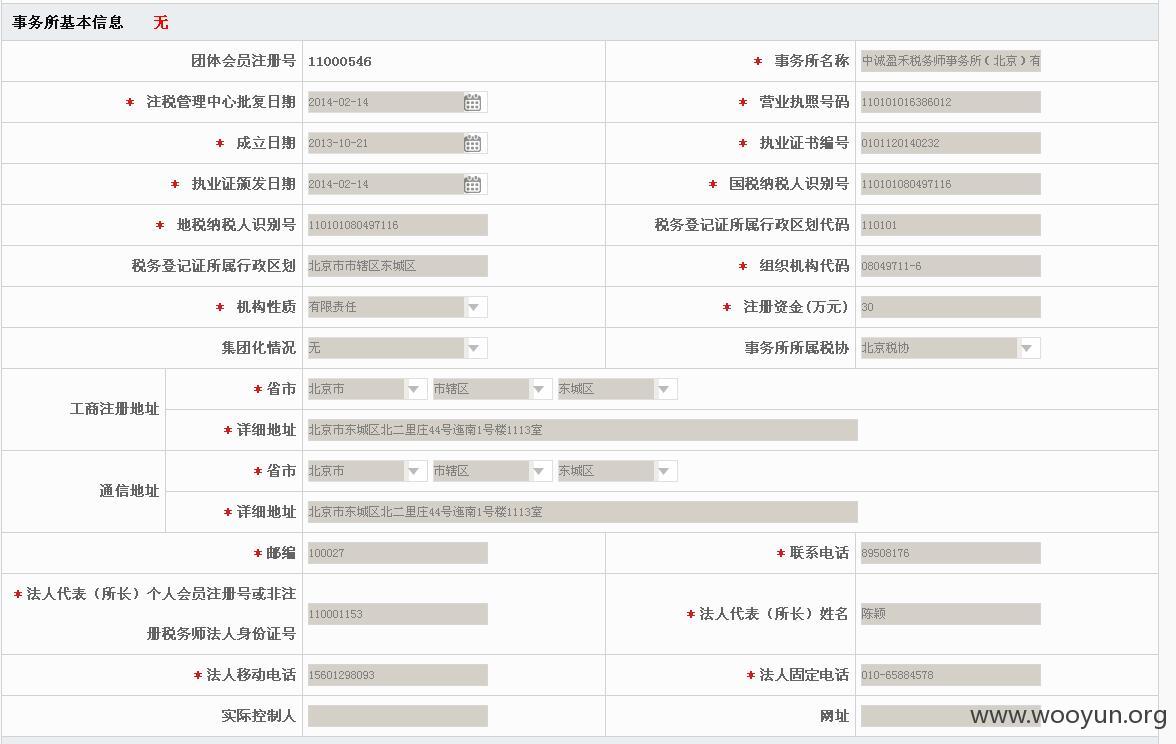 事务所基本信息 无
团体会员注册号 11000546 * 事务所名称 中诚盈禾税务师事务所(北京)有
* 注税管理中心批复日期 2014-02-14 * 营业执照号码 110101016386012
* 成立日期 2013-10-21 * 执业证书编号 0101120140232
* 执业证颁发日期 2014-02-14 * 国税纳税人识别号 110101080497116
* 地税纳税人识别号 110101080497116 税务登记证所属行政区划代码 110101
税务登记证所属行政区划 北京市市辖区东城区 * 组织机构代码 08049711-6
* 机构性质 有限责任 * 注册资金(万元) 30
集团化情况 无 事务所所属税协 北京税协
工商注册地址
* 省市 北京市 市辖区 东城区
* 详细地址 北京市东城区北二里庄44号迤南1号楼1113室
通信地址
* 省市 北京市 市辖区 东城区
* 详细地址 北京市东城区北二里庄44号迤南1号楼1113室
* 邮编 100027 * 联系电话 89508176
* 法人代表(所长)个人会员注册号或非注
册税务师法人身份证号 110001153 * 法人代表(所长)姓名 陈颖
* 法人移动电话 15601298093 * 法人固定电话 010-65884578
实际控制人 网址
www.wooyun.org